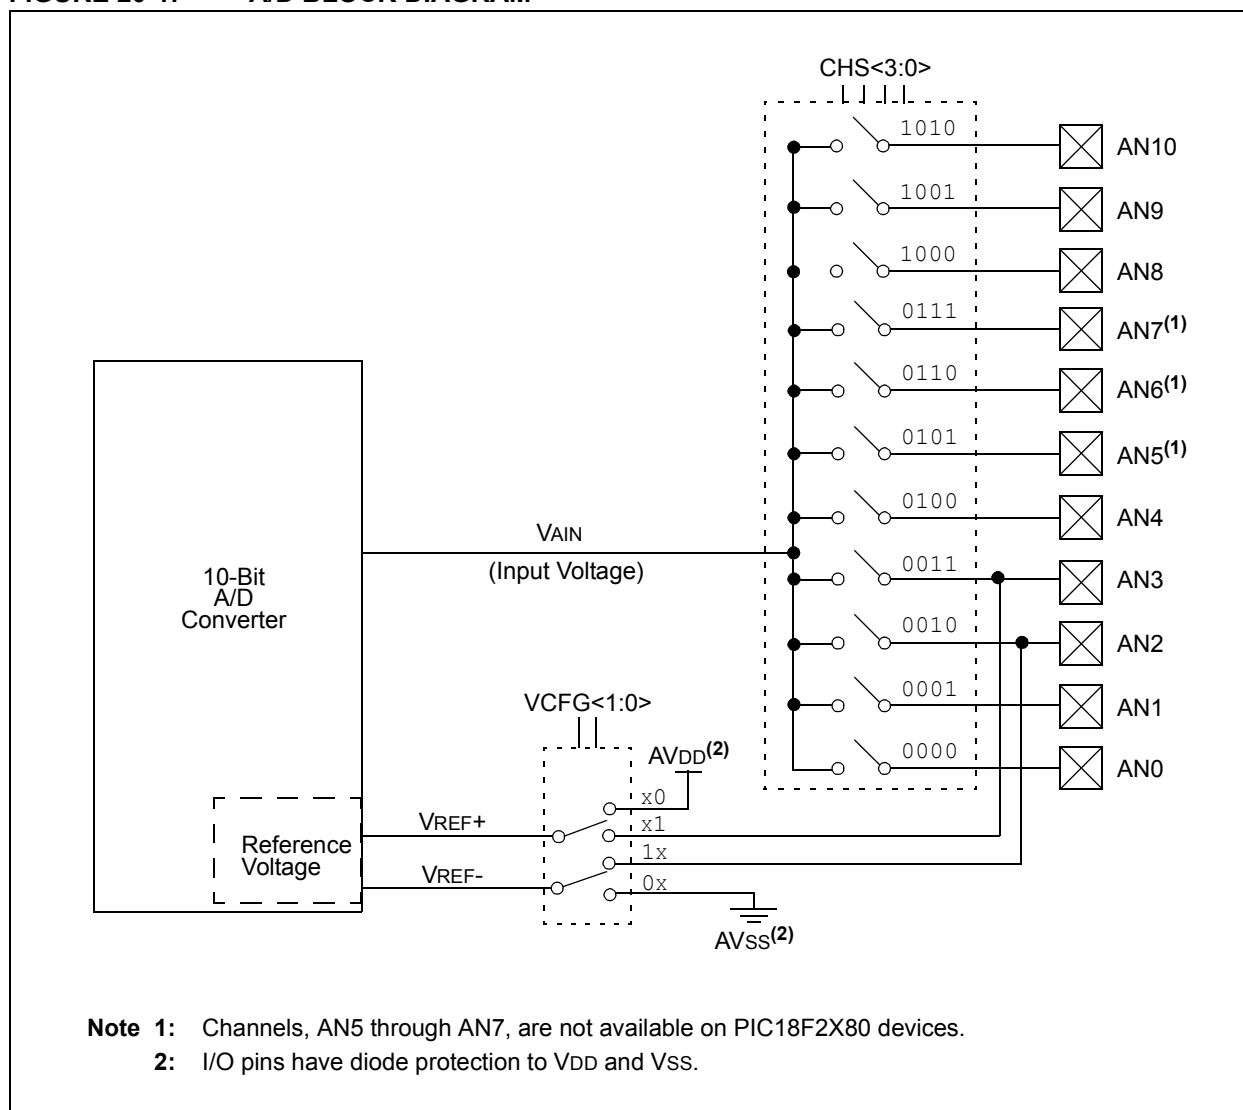 CHS<3:0>
1010 AN10
1001 AN9
1000 AN8
0111 AN7(1)
0110 AN6(1)
0101 AN5(1)
0100 AN4
VAIN
(Input Voltage)
0011 AN3
10-Bit
A/D
Converter
0010 AN2
0001 AN1
VCFG<1:0>
0000 AN0
AVDD(2)
x0
VREF+
x1
Reference
Voltage
1x
VREF-
0x
AVSS(2)
Note 1: Channels, AN5 through AN7, are not available on PIC18F2X80 devices.
2: I/O pins have diode protection to VDD and VSS.